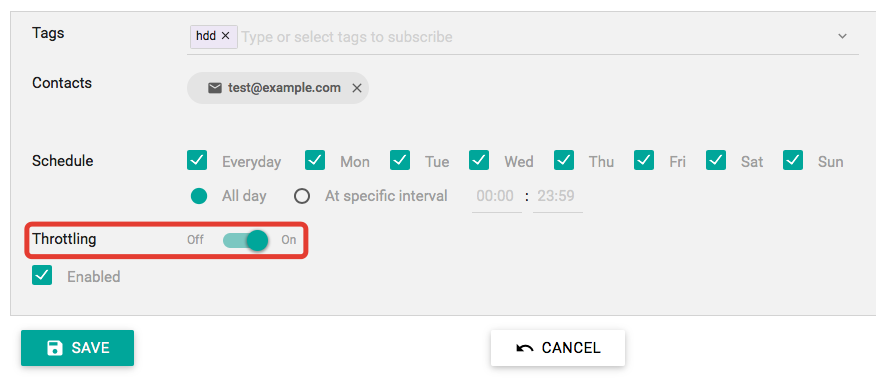 Tags hdd × Type or select tags to subscribe
Contacts test@example.com ×
Schedule Everyday Mon Tue Wed Thu Fri Sat Sun
All day At specific interval 00:00 : 23:59
Throttling Off On
Enabled
SAVE CANCEL